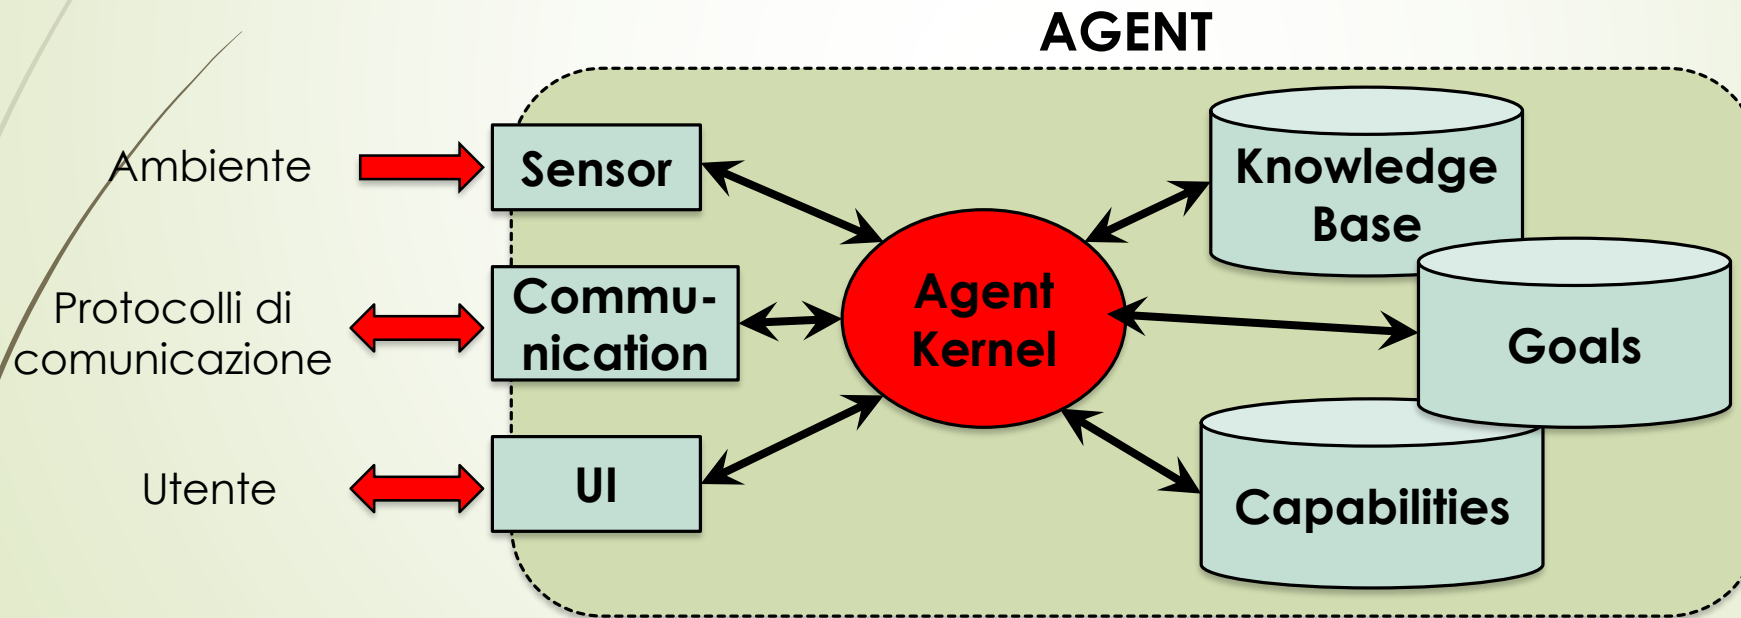 AGENT
Ambiente
Sensor
Knowledge
Base
Protocolli di
comunicazione
Commu-
nication
Agent
Kernel
Goals
Utente
UI
Capabilities